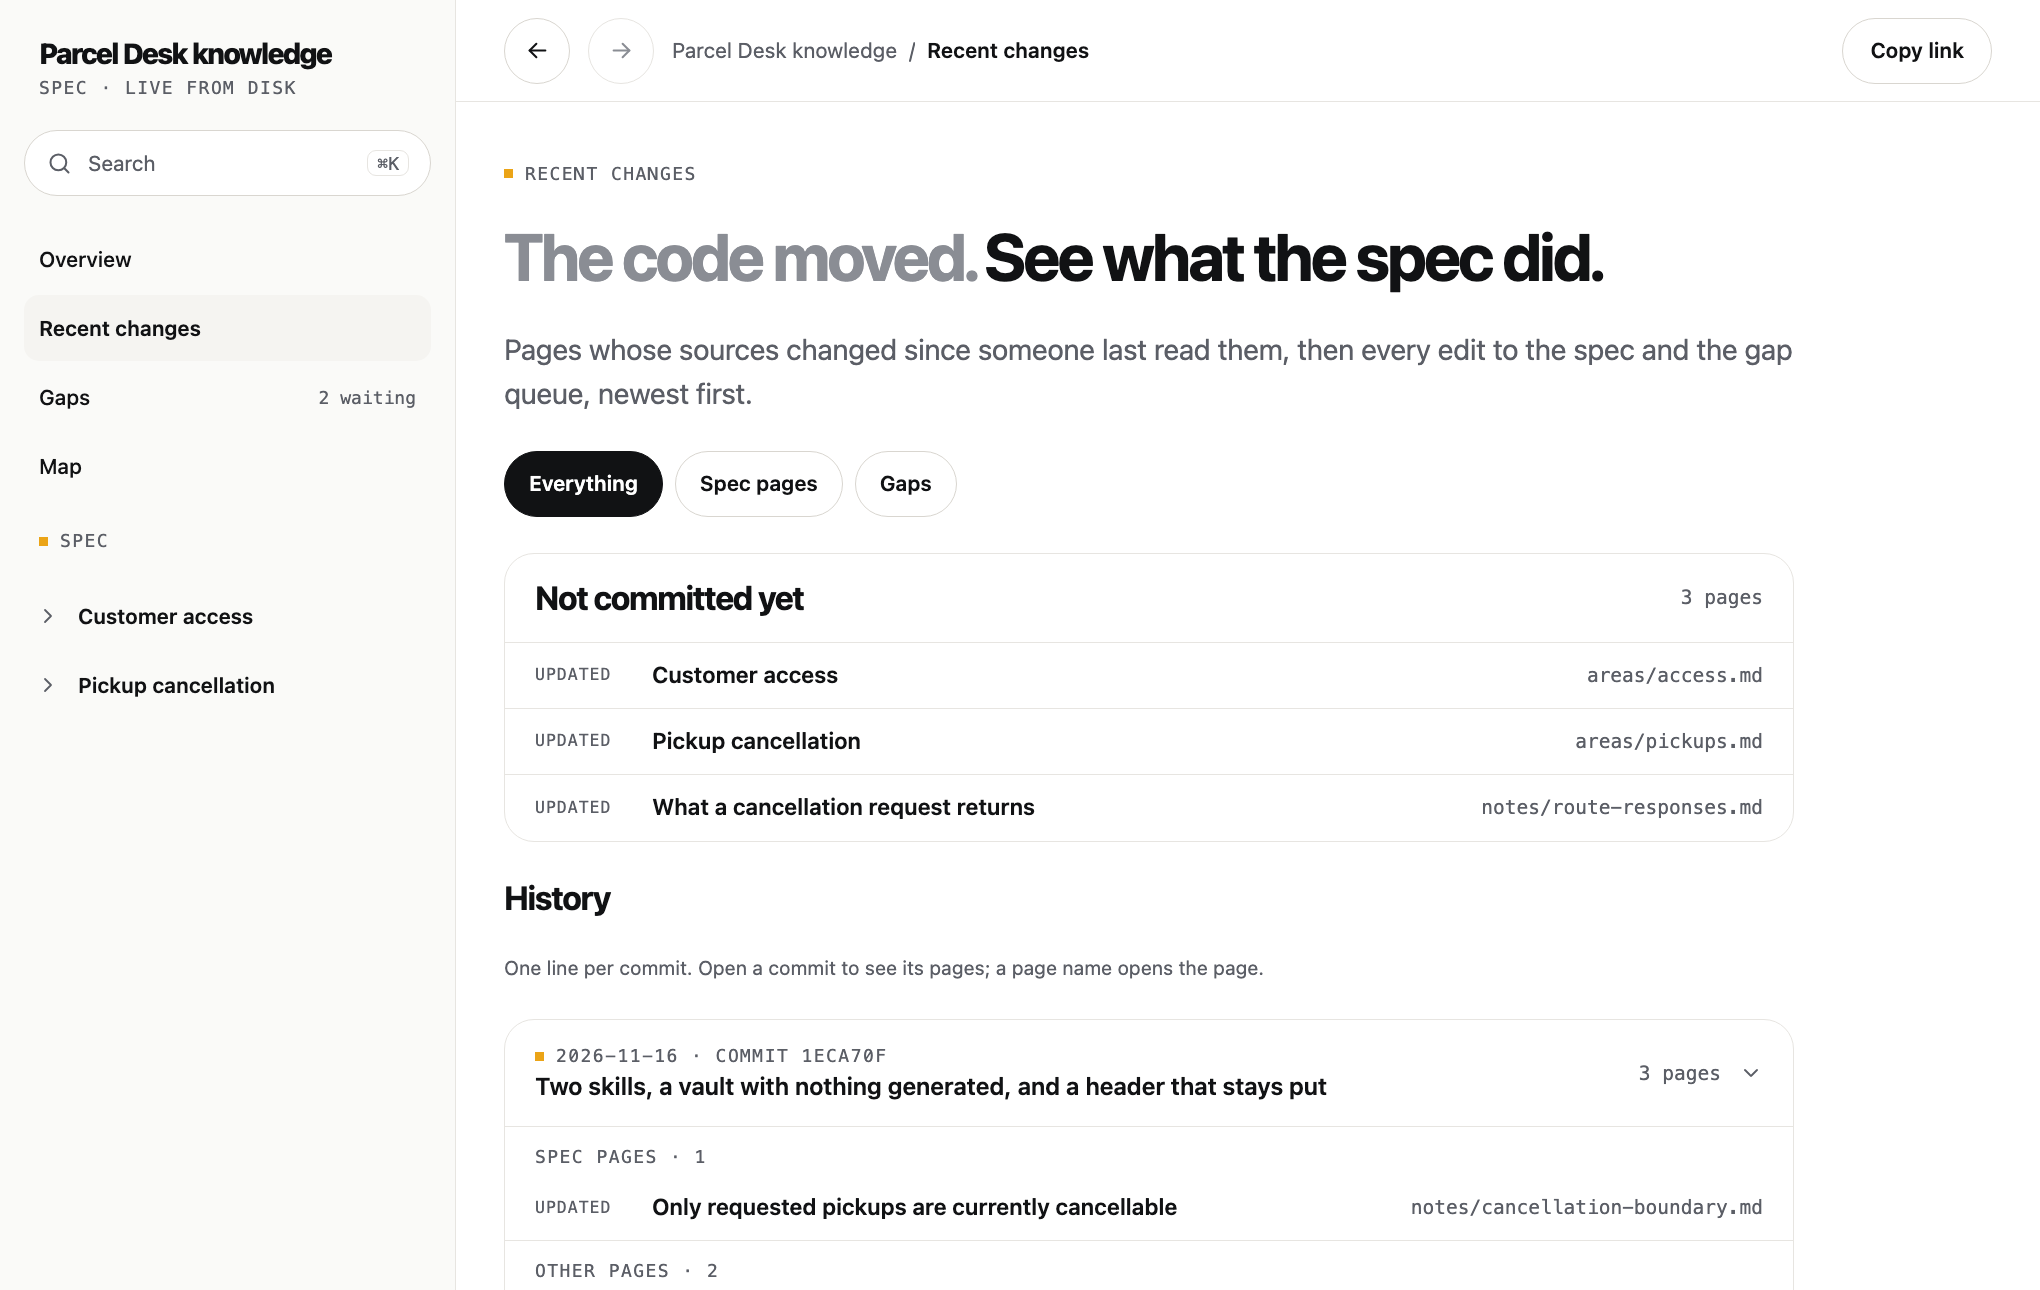 Parcel Desk knowledge
SPEC · LIVE FROM DISK
Search
⌘K
Overview
Recent changes
Gaps
2 waiting
Map
SPEC
Customer access
Pickup cancellation
Parcel Desk knowledge / Recent changes
Copy link
RECENT CHANGES
The code moved. See what the spec did.
Pages whose sources changed since someone last read them, then every edit to the spec and the gap
queue, newest first.
Everything
Spec pages
Gaps
Not committed yet
3 pages
UPDATED Customer access areas/access.md
UPDATED Pickup cancellation areas/pickups.md
UPDATED What a cancellation request returns notes/route-responses.md
History
One line per commit. Open a commit to see its pages; a page name opens the page.
2026-11-16 · COMMIT 1ECA70F
Two skills, a vault with nothing generated, and a header that stays put
3 pages
SPEC PAGES · 1
UPDATED Only requested pickups are currently cancellable notes/cancellation-boundary.md
OTHER PAGES · 2